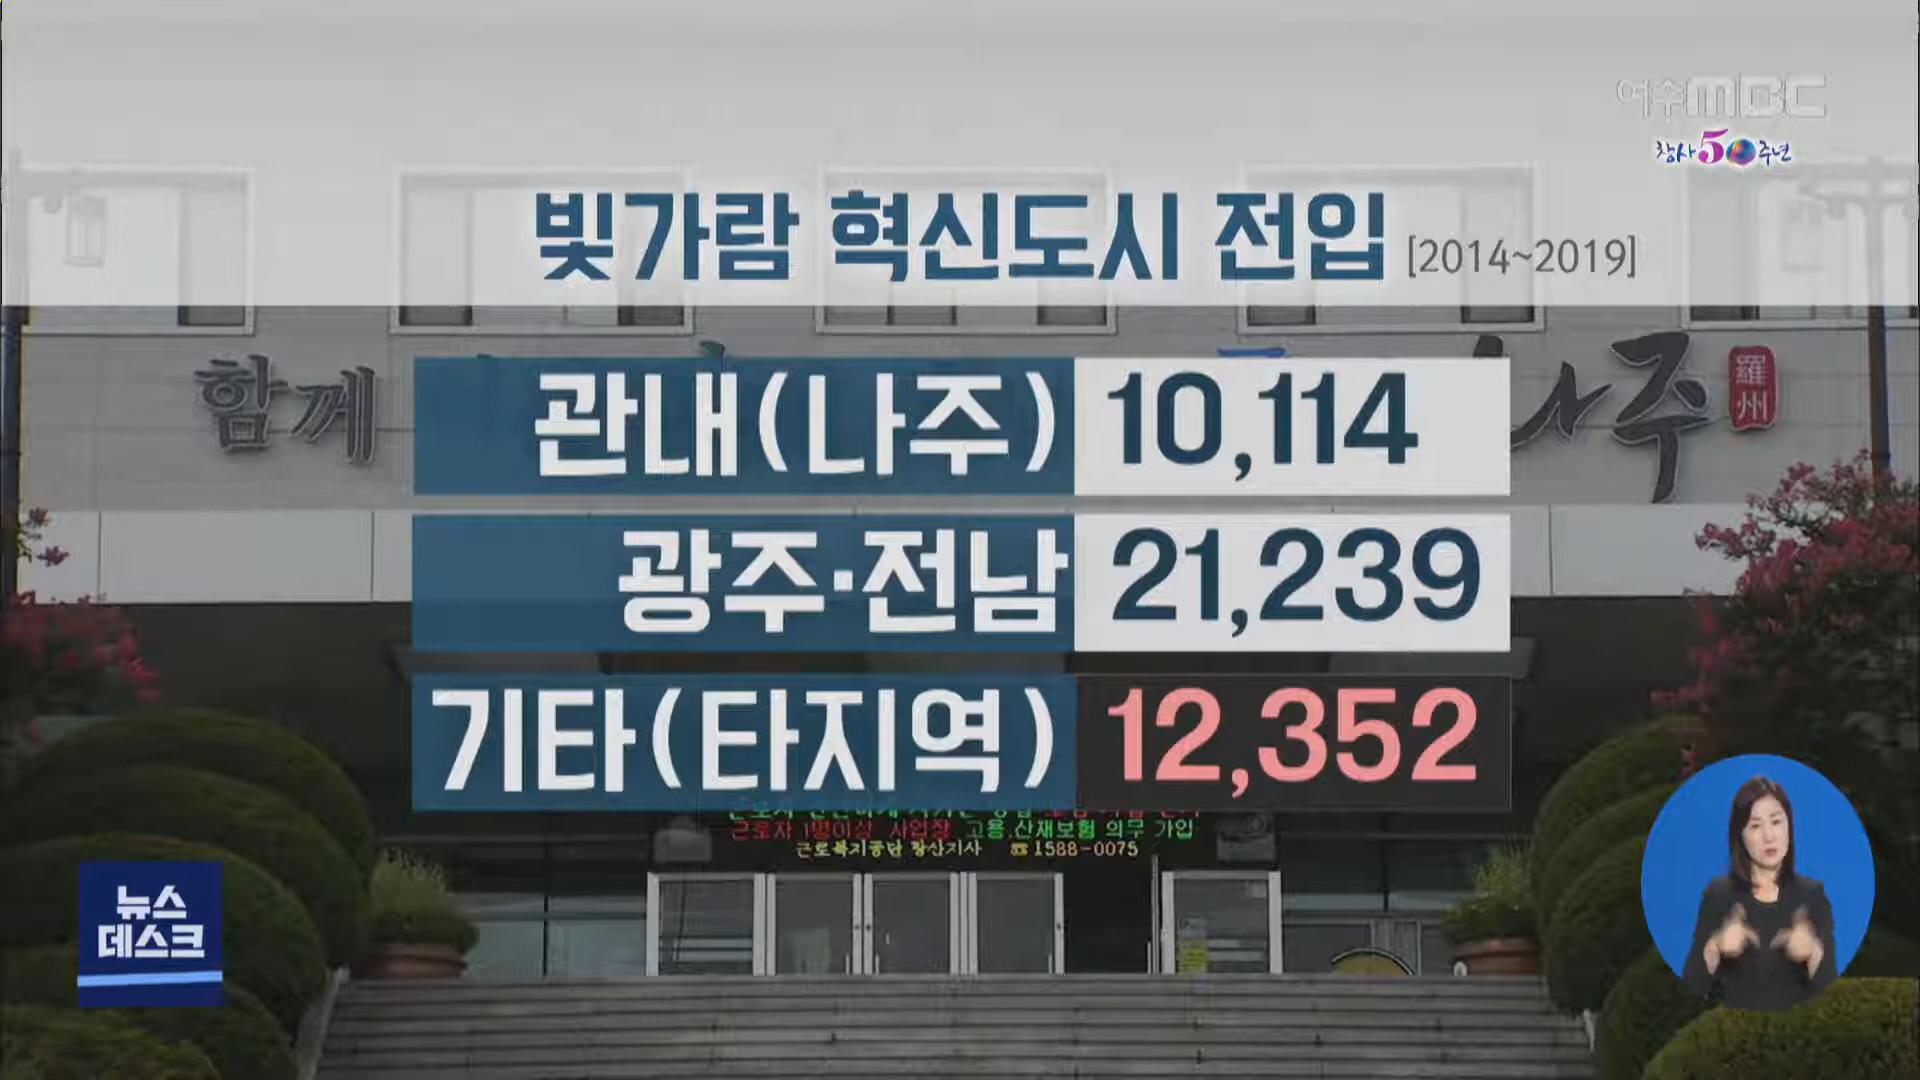 여수MBC
창사50주년
빛가람 혁신도시 전입 [2014~2019]
함께
나주
羅州
관내(나주) 10,114
광주·전남 21,239
기타(타지역) 12,352
근로자 1명이상 사업장 고용,산재보험 의무 가입
근로복지공단 광산지사 ☎1588-0075
뉴스
데스크